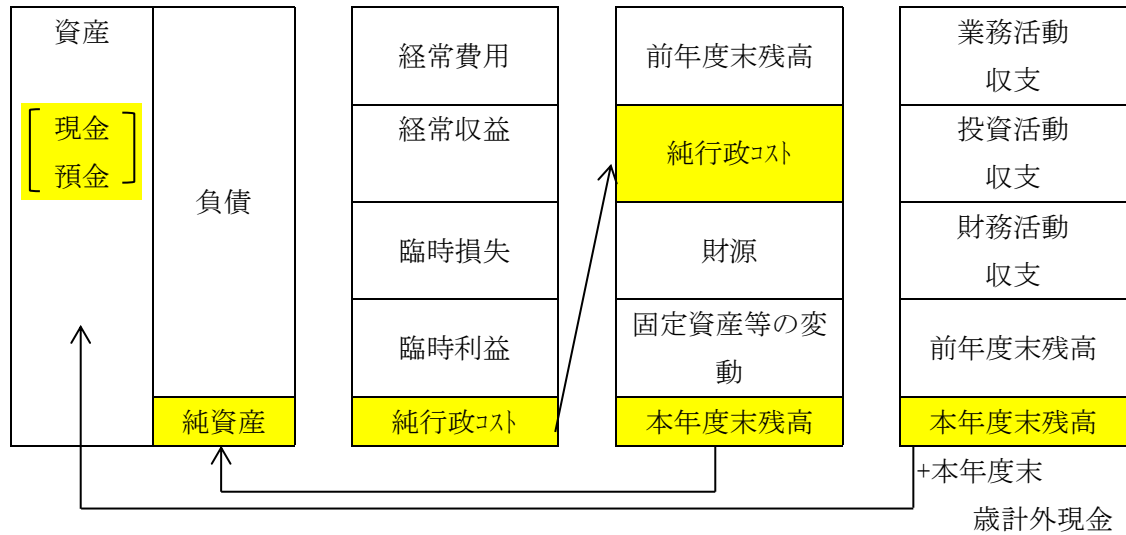 資産
現金
預金
負債
純資産
経常費用
経常収益
臨時損失
臨時利益
純行政ｺｽﾄ
前年度末残高
純行政ｺｽﾄ
財源
固定資産等の変
動
本年度末残高
業務活動
収支
投資活動
収支
財務活動
収支
前年度末残高
本年度末残高
+本年度末
歳計外現金